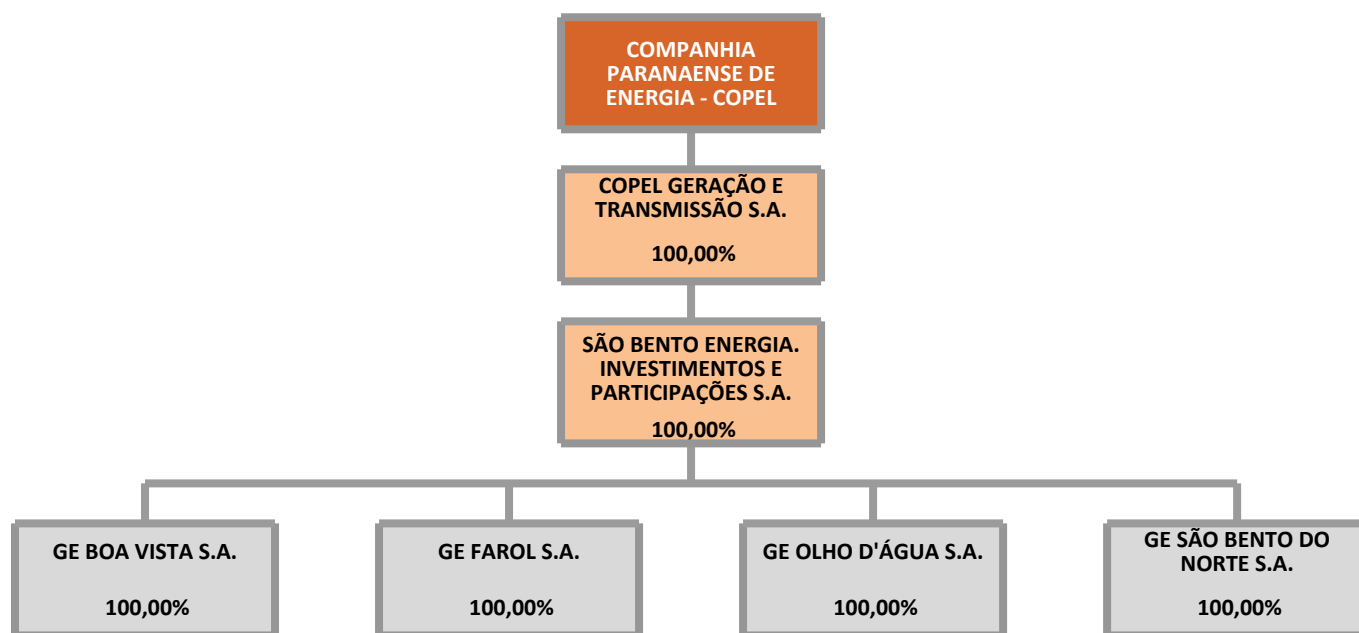 COMPANHIA
PARANAENSE DE
ENERGIA - COPEL
COPEL GERAÇÃO E
TRANSMISSÃO S.A.
100,00%
SÃO BENTO ENERGIA.
INVESTIMENTOS E
PARTICIPAÇÕES S.A.
100,00%
GE BOA VISTA S.A.
100,00%
GE FAROL S.A.
100,00%
GE OLHO D'ÁGUA S.A.
100,00%
GE SÃO BENTO DO
NORTE S.A.
100,00%